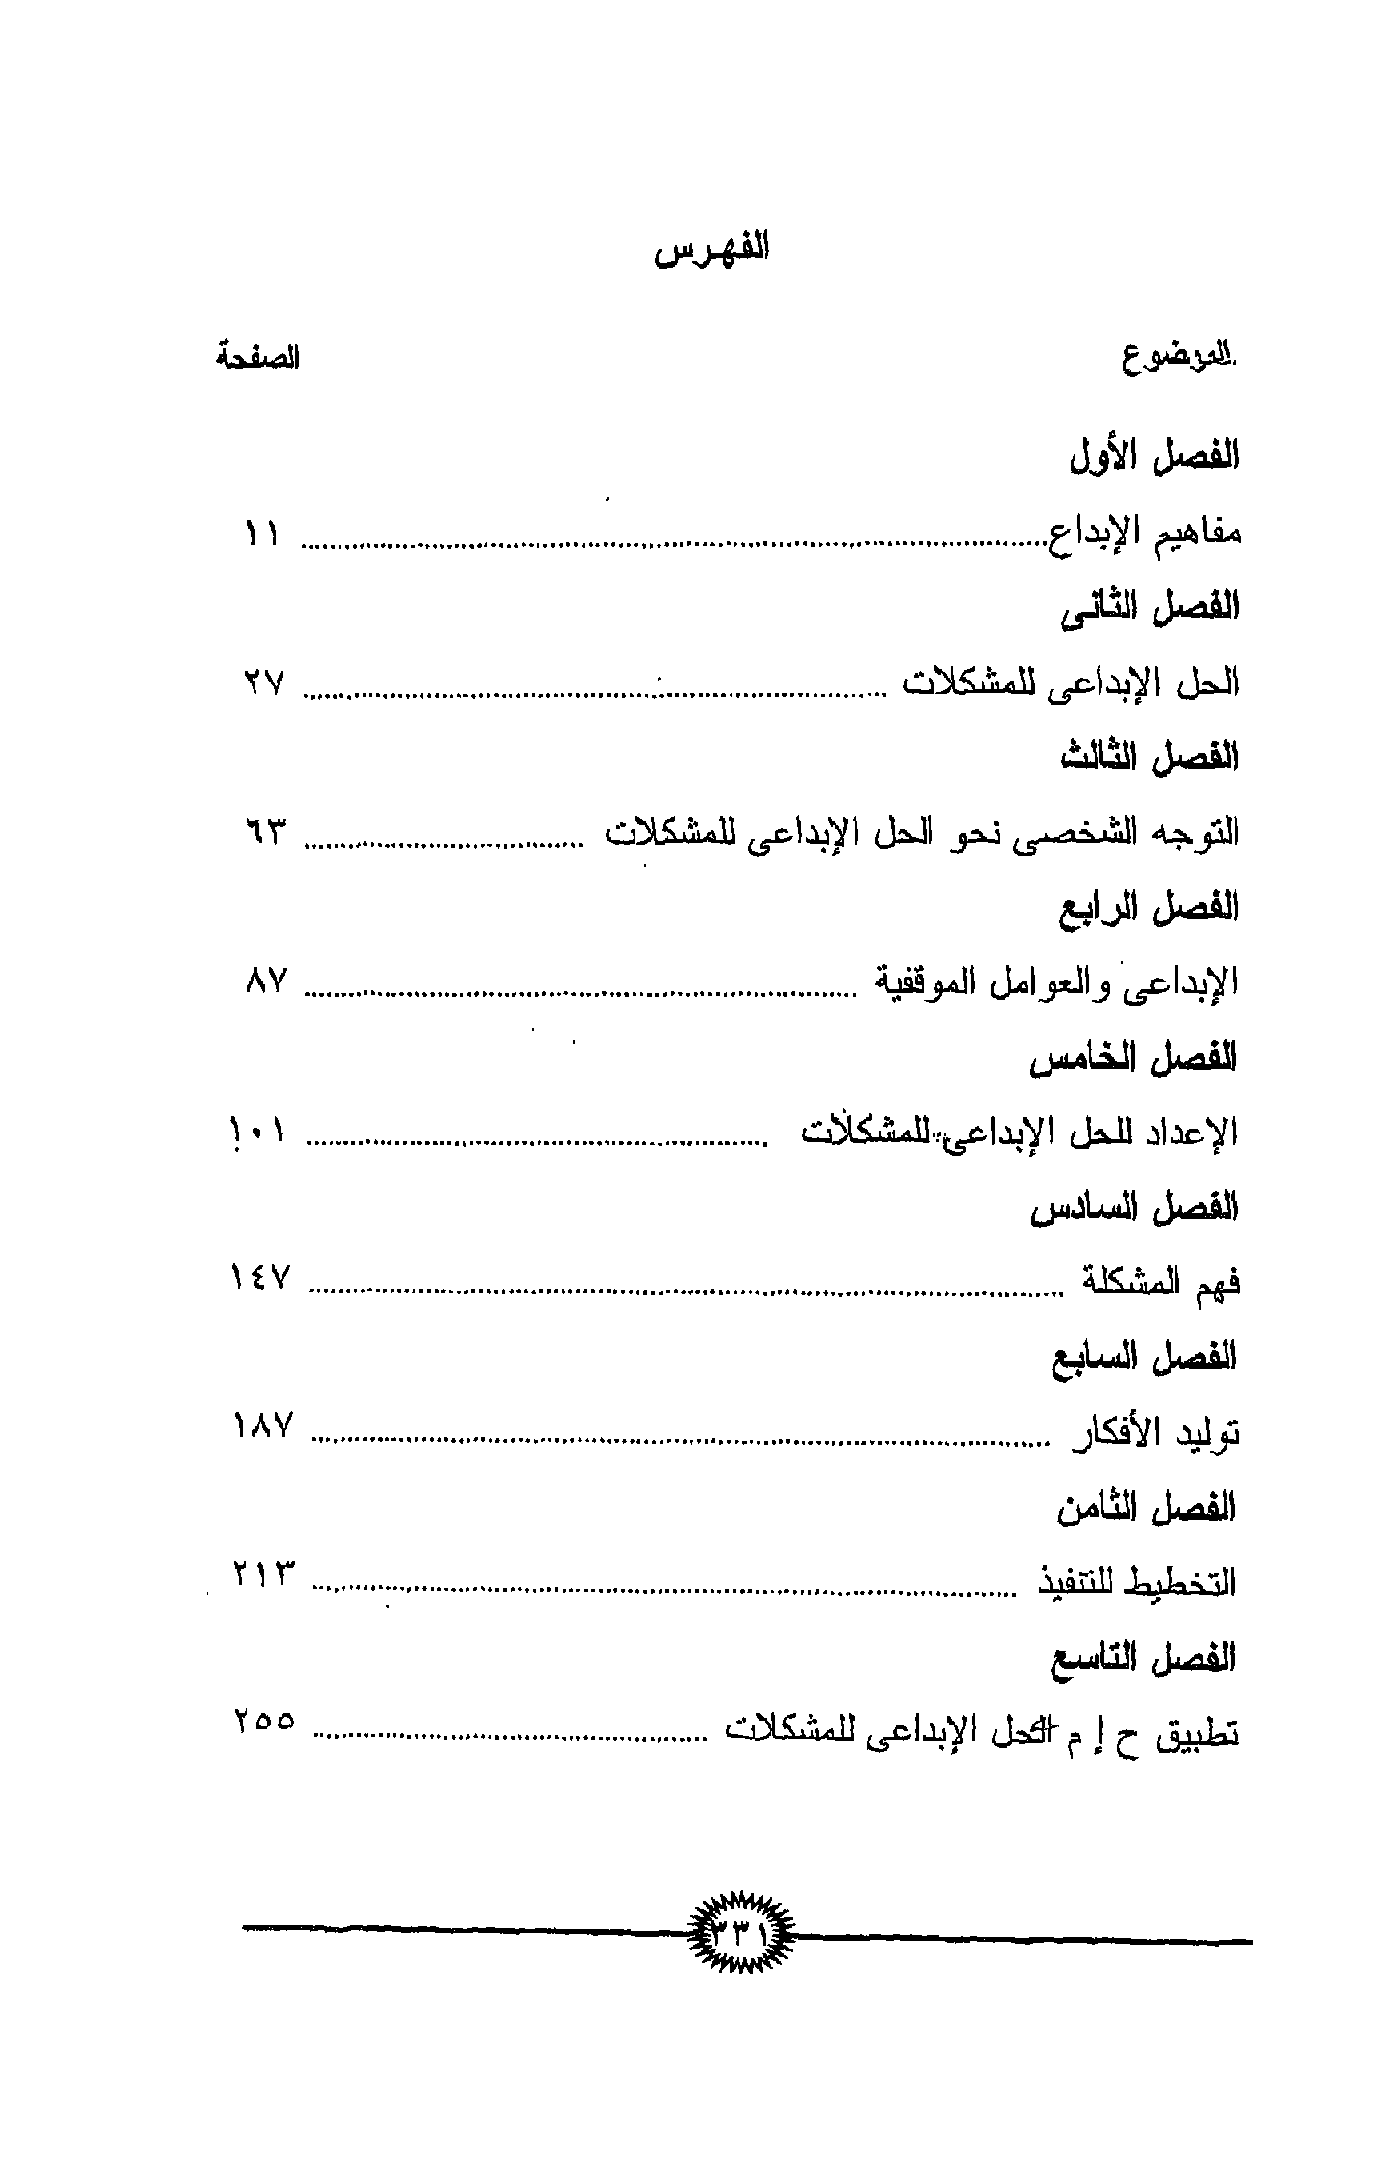 الفهرس
الموضوع الصفحة
الفصل الأول
مفاهيم الإبداع ........ ١١
الفصل الثانى
الحل الإبداعى للمشكلات ........ ٢٧
الفصل الثالث
التوجه الشخصى نحو الحل الإبداعى للمشكلات ........ ٦٣
الفصل الرابع
الإبداعى والعوامل الموقفية ........ ٨٧
الفصل الخامس
الإعداد للحل الإبداعى للمشكلات ........ ١٠١
الفصل السادس
فهم المشكلة ........ ١٤٧
الفصل السابع
توليد الأفكار ........ ١٨٧
الفصل الثامن
التخطيط للتنفيذ ........ ٢١٣
الفصل التاسع
تطبيق ح إ م الحل الإبداعى للمشكلات ........ ٢٥٥
٣٣١